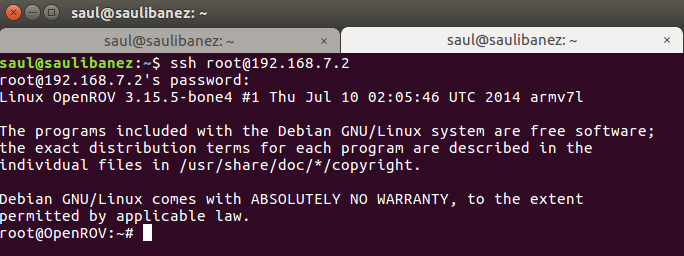 saul@saulibanez: ~
saul@saulibanez: ~ × saul@saulibanez: ~ ×
saul@saulibanez:~$ ssh root@192.168.7.2
root@192.168.7.2's password:
Linux OpenROV 3.15.5-bone4 #1 Thu Jul 10 02:05:46 UTC 2014 armv7l
The programs included with the Debian GNU/Linux system are free software;
the exact distribution terms for each program are described in the
individual files in /usr/share/doc/*/copyright.
Debian GNU/Linux comes with ABSOLUTELY NO WARRANTY, to the extent
permitted by applicable law.
root@OpenROV:~#